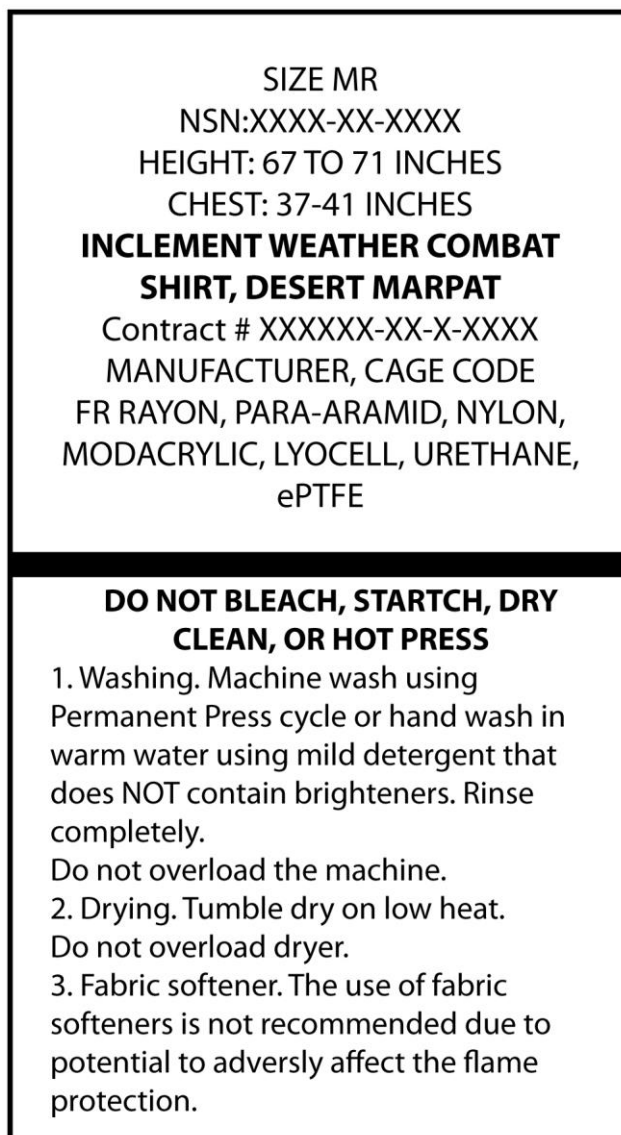 SIZE MR
NSN:XXXX-XX-XXXX
HEIGHT: 67 TO 71 INCHES
CHEST: 37-41 INCHES
INCLEMENT WEATHER COMBAT
SHIRT, DESERT MARPAT
Contract # XXXXXX-XX-X-XXXX
MANUFACTURER, CAGE CODE
FR RAYON, PARA-ARAMID, NYLON,
MODACRYLIC, LYOCELL, URETHANE,
ePTFE
DO NOT BLEACH, STARTCH, DRY
CLEAN, OR HOT PRESS
1. Washing. Machine wash using
Permanent Press cycle or hand wash in
warm water using mild detergent that
does NOT contain brighteners. Rinse
completely.
Do not overload the machine.
2. Drying. Tumble dry on low heat.
Do not overload dryer.
3. Fabric softener. The use of fabric
softeners is not recommended due to
potential to adversly affect the flame
protection.